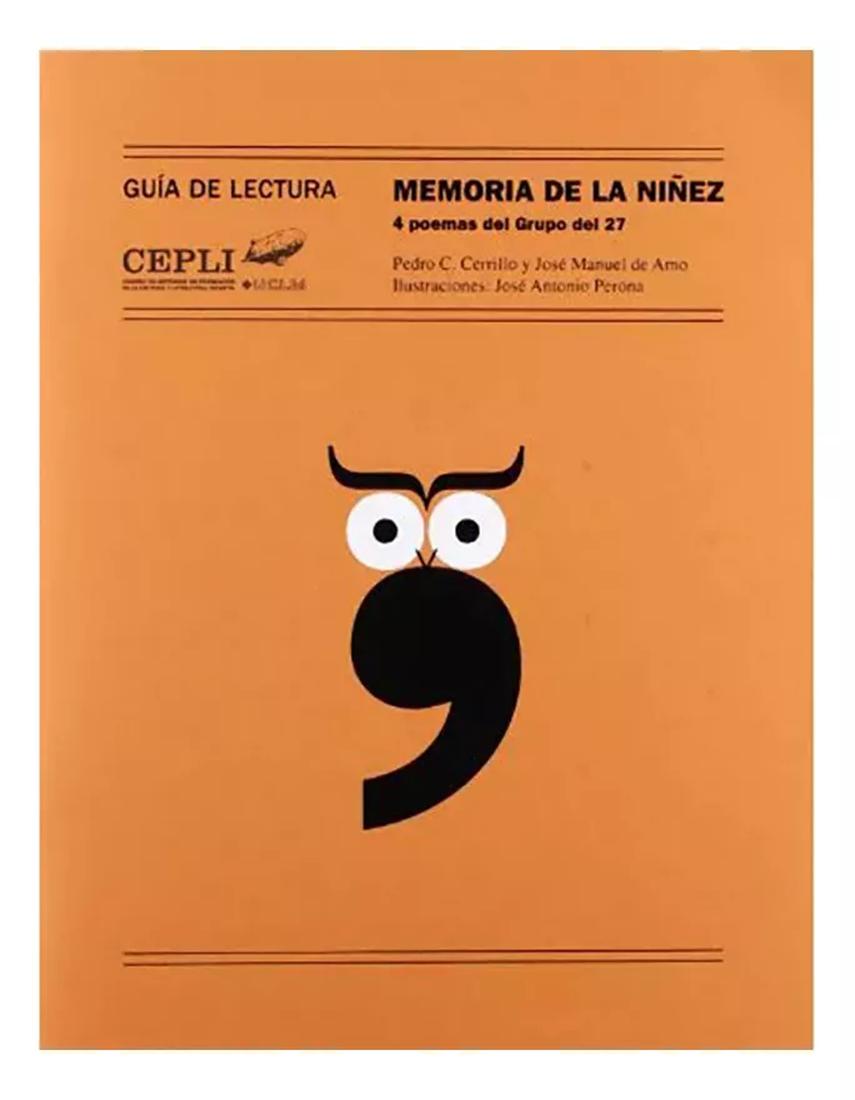 GUÍA DE LECTURA
CEPLI
MEMORIA DE LA NIÑEZ
4 poemas del Grupo del 27
Pedro C. Cerrillo y José Manuel de Amo
Ilustraciones: José Antonio Perona